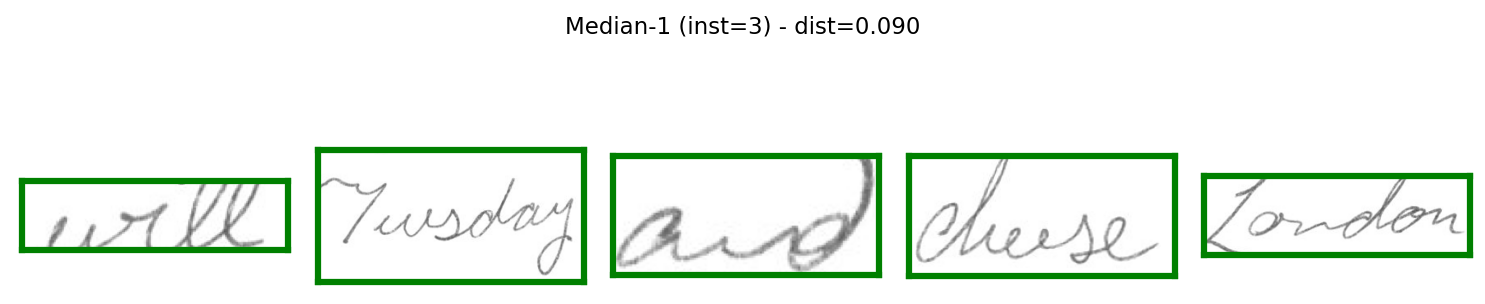 Median-1 (inst=3) - dist=0.090
will Tuesday and cheese London